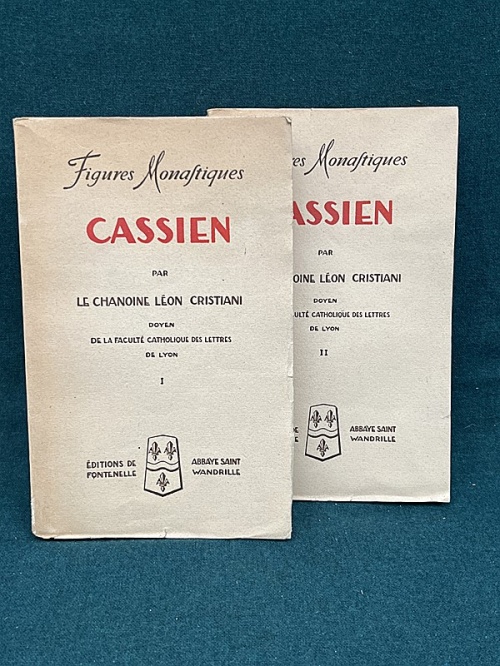 Figures Monastiques
CASSIEN
PAR
LE CHANOINE LÉON CRISTIANI
DOYEN
DE LA FACULTÉ CATHOLIQUE DES LETTRES
DE LYON
I
ÉDITIONS DE
FONTENELLE
ABBAYE SAINT
WANDRILLE
res Monastiques
ASSIEN
PAR
OINE LÉON CRISTIANI
DOYEN
ULTÉ CATHOLIQUE DES LETTRES
DE LYON
II
DE
E
ABBAYE SAINT
WANDRILLE